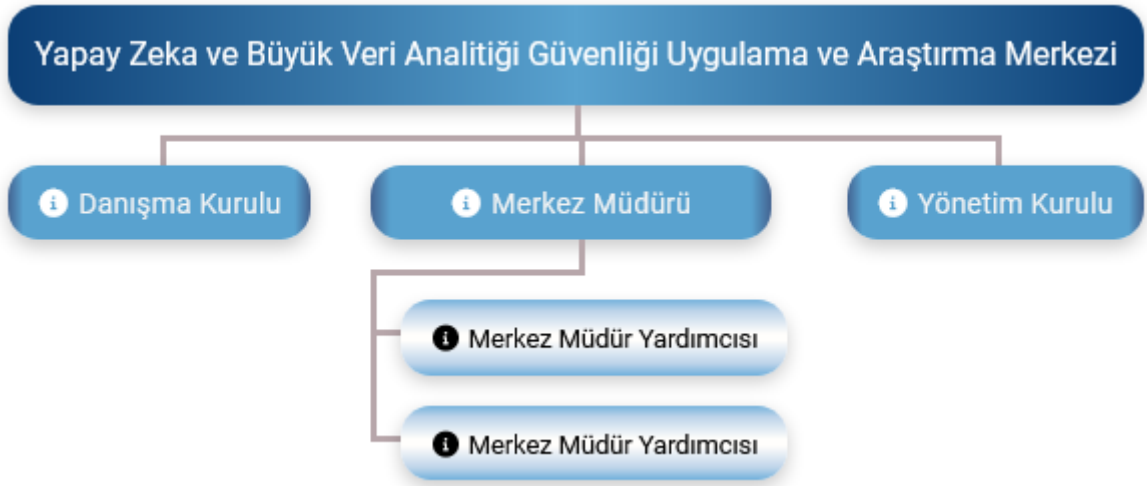 Yapay Zeka ve Büyük Veri Analitiği Güvenliği Uygulama ve Araştırma Merkezi
Danışma Kurulu
Merkez Müdürü
Yönetim Kurulu
Merkez Müdür Yardımcısı
Merkez Müdür Yardımcısı